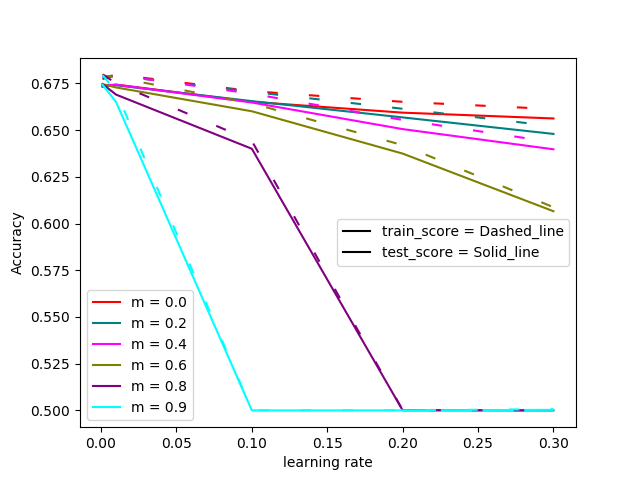 Accuracy
0.675
0.650
0.625
0.600
0.575
0.550
0.525
0.500
train_score = Dashed_line
test_score = Solid_line
m = 0.0
m = 0.2
m = 0.4
m = 0.6
m = 0.8
m = 0.9
0.00 0.05 0.10 0.15 0.20 0.25 0.30
learning rate